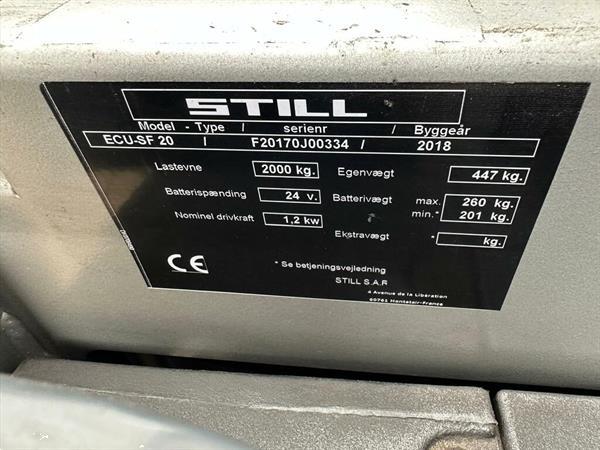 STILL
Model - Type / serienr / Byggeår
ECU-SF 20 / F20170J00334 / 2018
Lastevne 2000 kg. Egenvægt 447 kg.
Batterispænding 24 v. Batterivægt max. 260 kg.
min.* 201 kg.
Nominel drivkraft 1,2 kw
Ekstravægt * kg.
CE
* Se betjeningsvejledning
STILL S.A.R
4 Avenue de la Libération
60761 Montatair-France